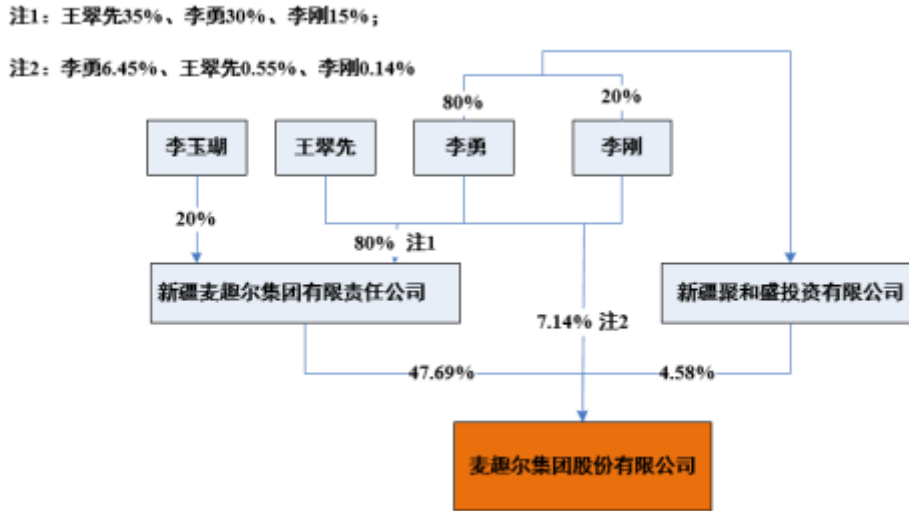 注1：王翠先35%、李勇30%、李刚15%；
注2：李勇6.45%、王翠先0.55%、李刚0.14%
80%
20%
李玉瑚
王翠先
李勇
李刚
20%
80% 注1
新疆麦趣尔集团有限责任公司
新疆聚和盛投资有限公司
7.14% 注2
47.69%
4.58%
麦趣尔集团股份有限公司